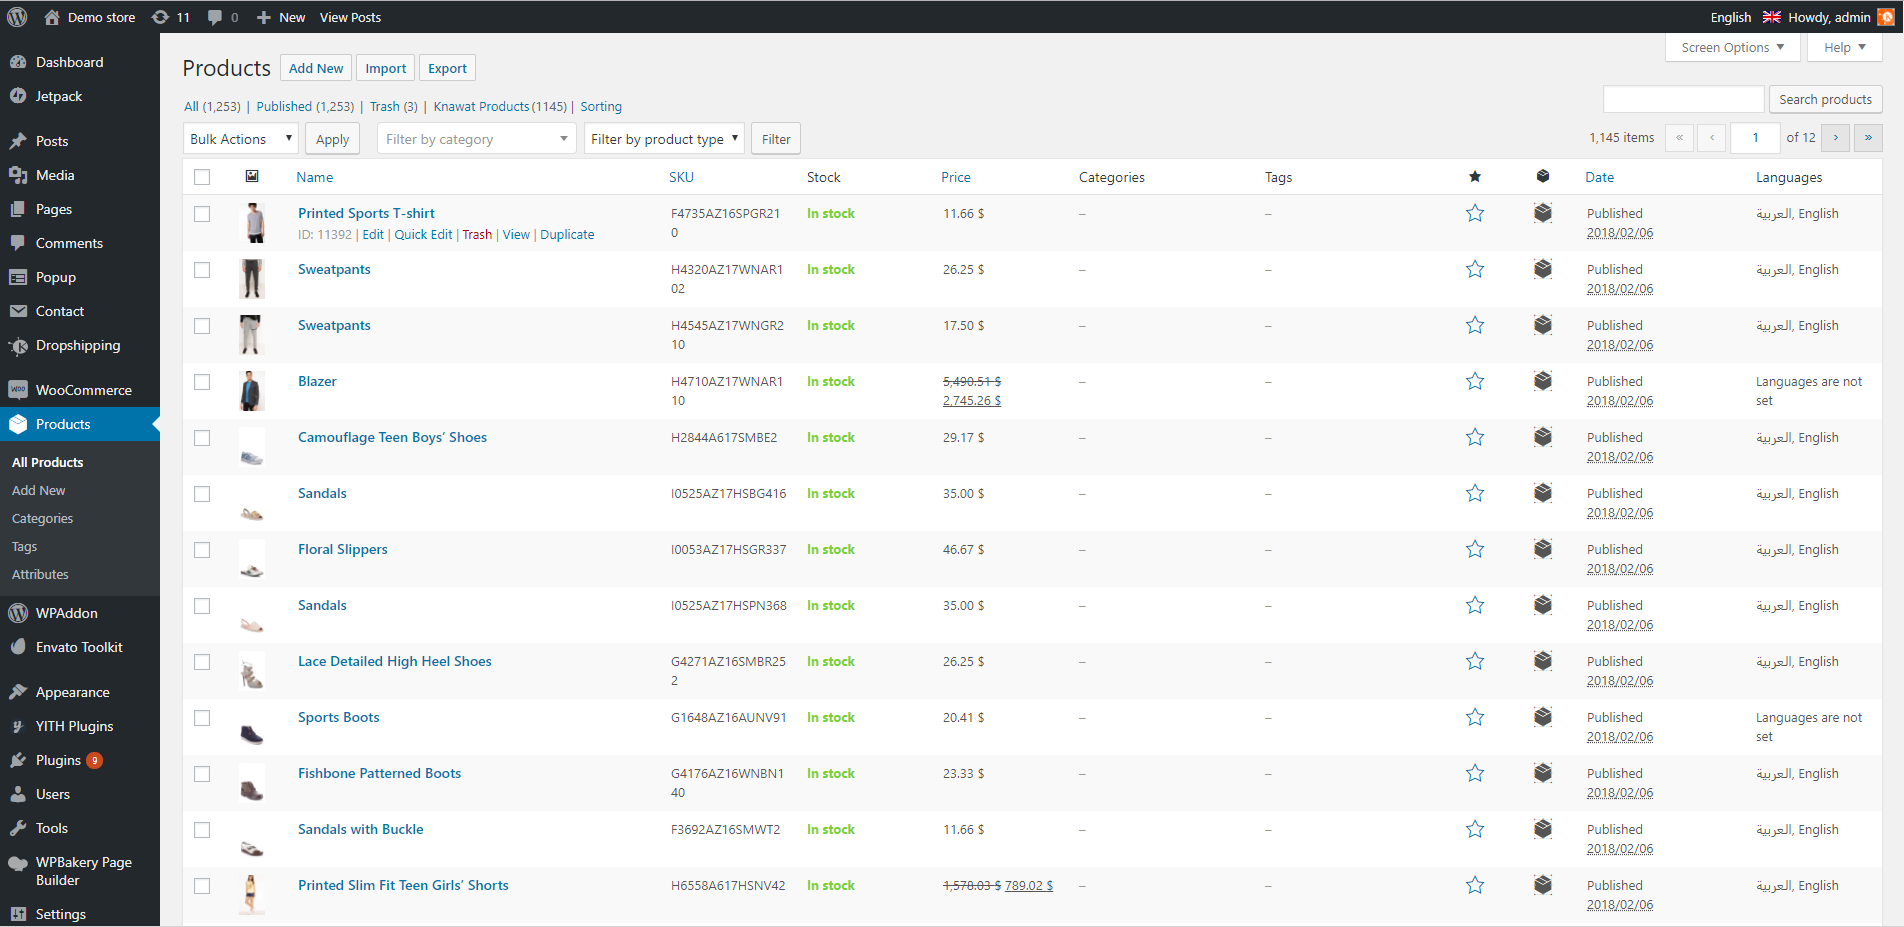 Demo store 11 0 New View Posts English Howdy, admin
Dashboard
Jetpack
Posts
Media
Pages
Comments
Popup
Contact
Dropshipping
WooCommerce
Products
All Products
Add New
Categories
Tags
Attributes
WPAddon
Envato Toolkit
Appearance
YITH Plugins
Plugins 9
Users
Tools
WPBakery Page
Builder
Settings
Screen Options ▼ Help ▼
Products Add New Import Export
All (1,253) | Published (1,253) | Trash (3) | Knawat Products (1145) | Sorting
Search products
Bulk Actions Apply Filter by category Filter by product type Filter
1,145 items « ‹ 1 of 12 › »
Name SKU Stock Price Categories Tags Date Languages
Printed Sports T-shirt F4735AZ16SPGR21 In stock 11.66 $ – – Published العربية, English
ID: 11392 | Edit | Quick Edit | Trash | View | Duplicate 0 2018/02/06
Sweatpants H4320AZ17WNAR1 In stock 26.25 $ – – Published العربية, English
02 2018/02/06
Sweatpants H4545AZ17WNGR2 In stock 17.50 $ – – Published العربية, English
10 2018/02/06
Blazer H4710AZ17WNAR1 In stock 5,490.51 $ – – Published Languages are not
10 2,745.26 $ 2018/02/06 set
Camouflage Teen Boys’ Shoes H2844A617SMBE2 In stock 29.17 $ – – Published العربية, English
2018/02/06
Sandals I0525AZ17HSBG416 In stock 35.00 $ – – Published العربية, English
2018/02/06
Floral Slippers I0053AZ17HSGR337 In stock 46.67 $ – – Published العربية, English
2018/02/06
Sandals I0525AZ17HSPN368 In stock 35.00 $ – – Published العربية, English
2018/02/06
Lace Detailed High Heel Shoes G4271AZ16SMBR25 In stock 26.25 $ – – Published العربية, English
2 2018/02/06
Sports Boots G1648AZ16AUNV91 In stock 20.41 $ – – Published Languages are not
2018/02/06 set
Fishbone Patterned Boots G4176AZ16WNBN1 In stock 23.33 $ – – Published العربية, English
40 2018/02/06
Sandals with Buckle F3692AZ16SMWT2 In stock 11.66 $ – – Published العربية, English
2018/02/06
Printed Slim Fit Teen Girls’ Shorts H6558A617HSNV42 In stock 1,578.03 $ 789.02 $ – – Published العربية, English
2018/02/06